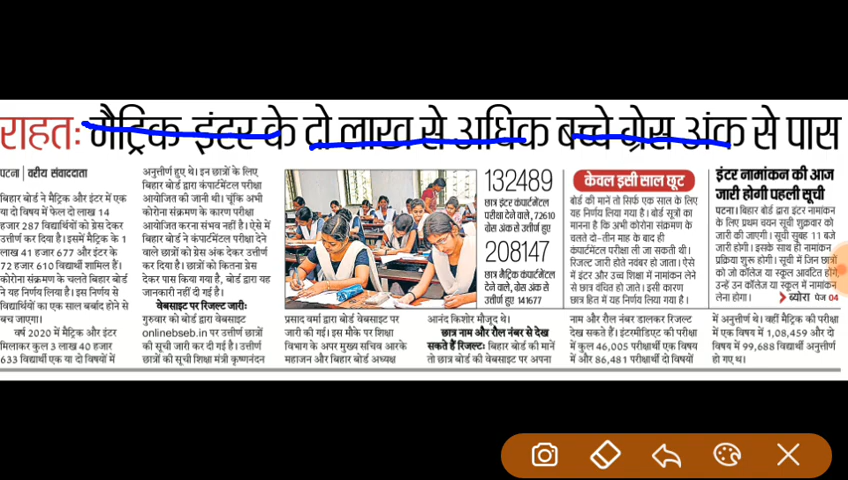 राहतः मैट्रिक इंटर के दो लाख से अधिक बच्चे ग्रेस अंक से पास
पटना | वरीय संवाददाता
बिहार बोर्ड ने मैट्रिक और इंटर में एक
या दो विषय में फेल दो लाख 14
हजार 287 विद्यार्थियों को ग्रेस देकर
उत्तीर्ण कर दिया है। इसमें मैट्रिक के 1
लाख 41 हजार 677 और इंटर के
72 हजार 610 विद्यार्थी शामिल हैं।
कोरोना संक्रमण के चलते बिहार बोर्ड
ने यह निर्णय लिया है। इस निर्णय से
विद्यार्थियों का एक साल बर्बाद होने से
बच जाएगा।
वर्ष 2020 में मैट्रिक और इंटर
मिलाकर कुल 3 लाख 40 हजार
633 विद्यार्थी एक या दो विषयों में
अनुत्तीर्ण हुए थे। इन छात्रों के लिए
बिहार बोर्ड द्वारा कंपार्टमेंटल परीक्षा
आयोजित की जानी थी। चूंकि अभी
कोरोना संक्रमण के कारण परीक्षा
आयोजित करना संभव नहीं है। ऐसे में
बिहार बोर्ड ने कंपार्टमेंटल परीक्षा देने
वाले छात्रों को ग्रेस अंक देकर उत्तीर्ण
कर दिया है। छात्रों को कितना ग्रेस
देकर पास किया गया है, बोर्ड द्वारा यह
जानकारी नहीं दी गई है।
वेबसाइट पर रिजल्ट जारीः
गुरुवार को बोर्ड द्वारा वेबसाइट
onlinebseb.in पर उत्तीर्ण छात्रों
की सूची जारी कर दी गई है। उत्तीर्ण
छात्रों की सूची शिक्षा मंत्री कृष्णनंदन
प्रसाद वर्मा द्वारा बोर्ड वेबसाइट पर
जारी की गई। इस मौके पर शिक्षा
विभाग के अपर मुख्य सचिव आरके
महाजन और बिहार बोर्ड अध्यक्ष
132489
छात्र इंटर कंपार्टमेंटल
परीक्षा देने वाले, 72610
ग्रेस अंक से उत्तीर्ण हुए
208147
छात्र मैट्रिक कंपार्टमेंटल
देने वाले, ग्रेस अंक से
उत्तीर्ण हुए 141677
आनंद किशोर मौजूद थे।
छात्र नाम और रौल नंबर से देख
सकते हैं रिजल्ट: बिहार बोर्ड की मानें
तो छात्र बोर्ड की वेबसाइट पर अपना
केवल इसी साल छूट
बोर्ड की मानें तो सिर्फ एक साल के लिए
यह निर्णय लिया गया है। बोर्ड सूत्रों का
मानना है कि अभी कोरोना संक्रमण के
चलते दो-तीन माह के बाद ही
कंपार्टमेंटल परीक्षा ली जा सकती थी।
रिजल्ट जारी होते नवंबर हो जाता। ऐसे
में इंटर और उच्च शिक्षा में नामांकन लेने
से छात्र वंचित हो जाते। इसी कारण
छात्र हित में यह निर्णय लिया गया है।
नाम और रौल नंबर डालकर रिजल्ट
देख सकते हैं। इंटरमीडिएट की परीक्षा
में कुल 46,005 परीक्षार्थी एक विषय
में और 86,481 परीक्षार्थी दो विषयों
इंटर नामांकन की आज
जारी होगी पहली सूची
पटना। बिहार बोर्ड द्वारा इंटर नामांकन
के लिए प्रथम चयन सूची शुक्रवार को
जारी की जाएगी। सूची सुबह 11 बजे
जारी होगी। इसके साथ ही नामांकन
प्रक्रिया शुरू होगी। सूची में जिन छात्रों
को जो कॉलेज या स्कूल आवंटित होंगे,
उन्हें उन कॉलेज या स्कूल में नामांकन
लेना होगा।
ब्योरा पेज 04
में अनुत्तीर्ण थे। वहीं मैट्रिक की परीक्षा
में एक विषय में 1,08,459 और दो
विषय में 99,688 विद्यार्थी अनुत्तीर्ण
हो गए थे।